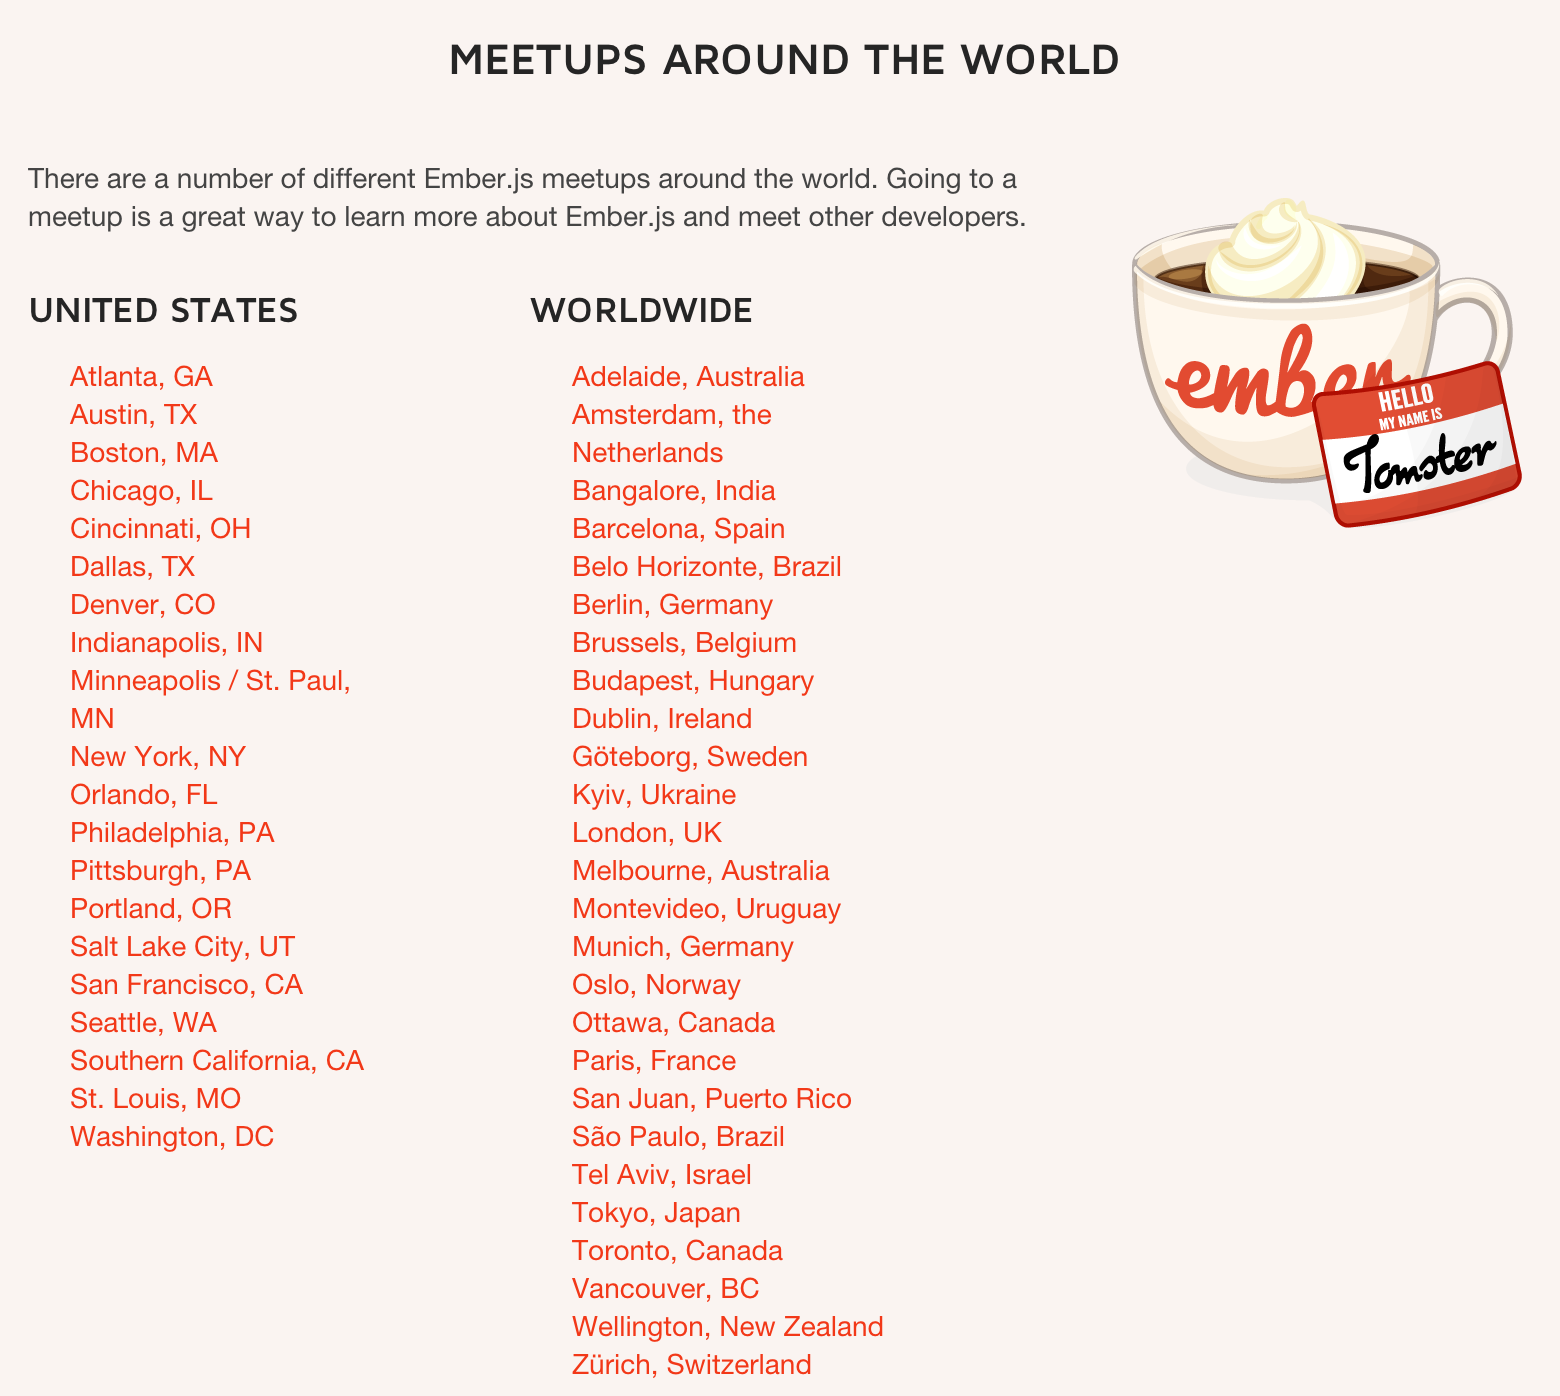 MEETUPS AROUND THE WORLD
There are a number of different Ember.js meetups around the world. Going to a
meetup is a great way to learn more about Ember.js and meet other developers.
UNITED STATES
Atlanta, GA
Austin, TX
Boston, MA
Chicago, IL
Cincinnati, OH
Dallas, TX
Denver, CO
Indianapolis, IN
Minneapolis / St. Paul,
MN
New York, NY
Orlando, FL
Philadelphia, PA
Pittsburgh, PA
Portland, OR
Salt Lake City, UT
San Francisco, CA
Seattle, WA
Southern California, CA
St. Louis, MO
Washington, DC
WORLDWIDE
Adelaide, Australia
Amsterdam, the
Netherlands
Bangalore, India
Barcelona, Spain
Belo Horizonte, Brazil
Berlin, Germany
Brussels, Belgium
Budapest, Hungary
Dublin, Ireland
Göteborg, Sweden
Kyiv, Ukraine
London, UK
Melbourne, Australia
Montevideo, Uruguay
Munich, Germany
Oslo, Norway
Ottawa, Canada
Paris, France
San Juan, Puerto Rico
São Paulo, Brazil
Tel Aviv, Israel
Tokyo, Japan
Toronto, Canada
Vancouver, BC
Wellington, New Zealand
Zürich, Switzerland
ember
HELLO
MY NAME IS
Tomster